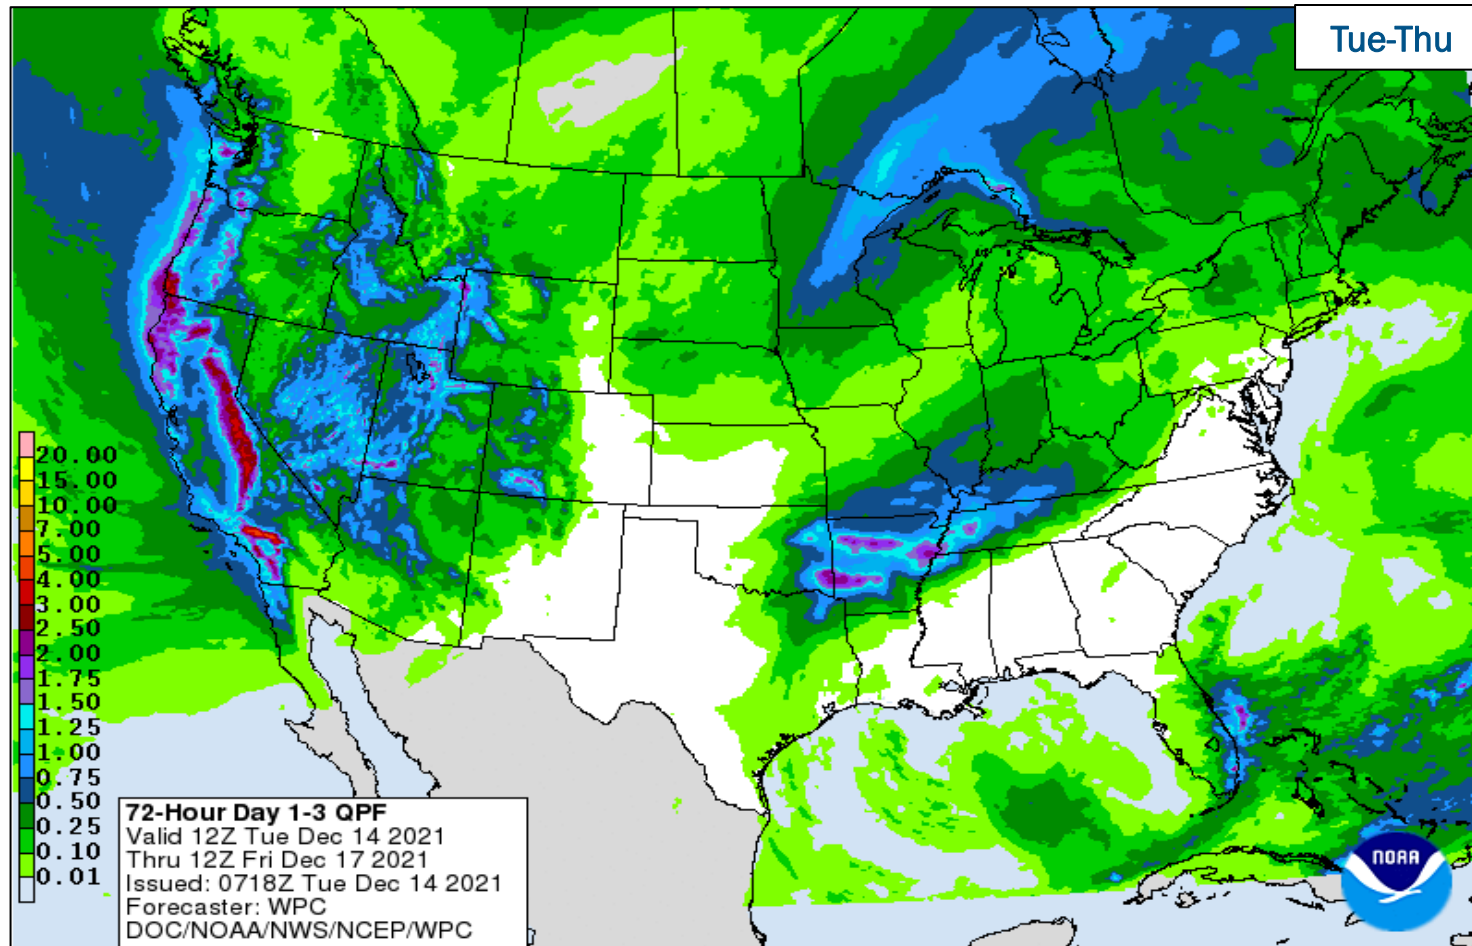 Tue-Thu
20.00
15.00
10.00
7.00
5.00
4.00
3.00
2.50
2.00
1.75
1.50
1.25
1.00
0.75
0.50
0.25
0.10
0.01
72-Hour Day 1-3 QPF
Valid 12Z Tue Dec 14 2021
Thru 12Z Fri Dec 17 2021
Issued: 0718Z Tue Dec 14 2021
Forecaster: WPC
DOC/NOAA/NWS/NCEP/WPC
NOAA